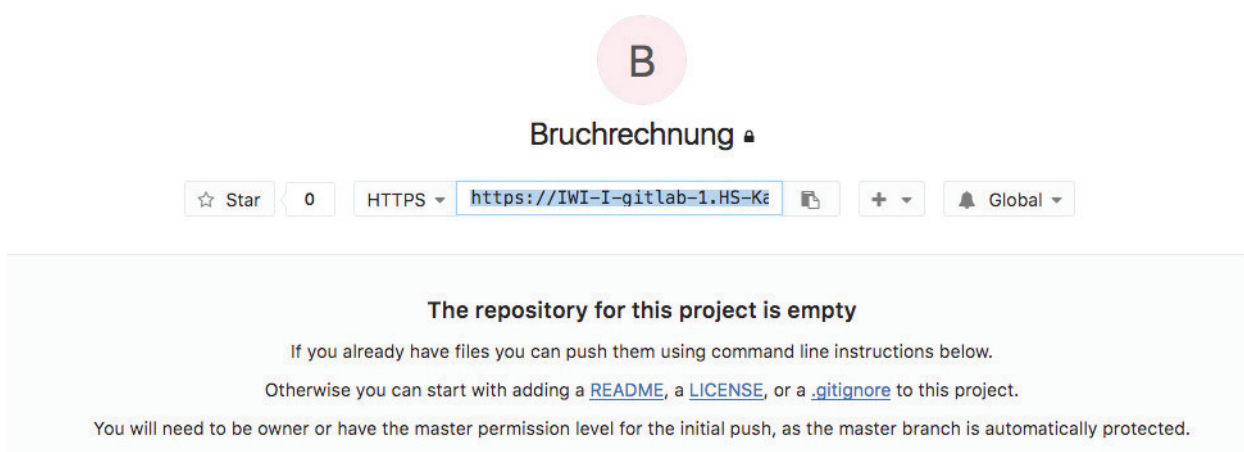 B
Bruchrechnung
Star 0 HTTPS https://IWI-I-gitlab-1.HS-Ka Global
The repository for this project is empty
If you already have files you can push them using command line instructions below.
Otherwise you can start with adding a README, a LICENSE, or a .gitignore to this project.
You will need to be owner or have the master permission level for the initial push, as the master branch is automatically protected.